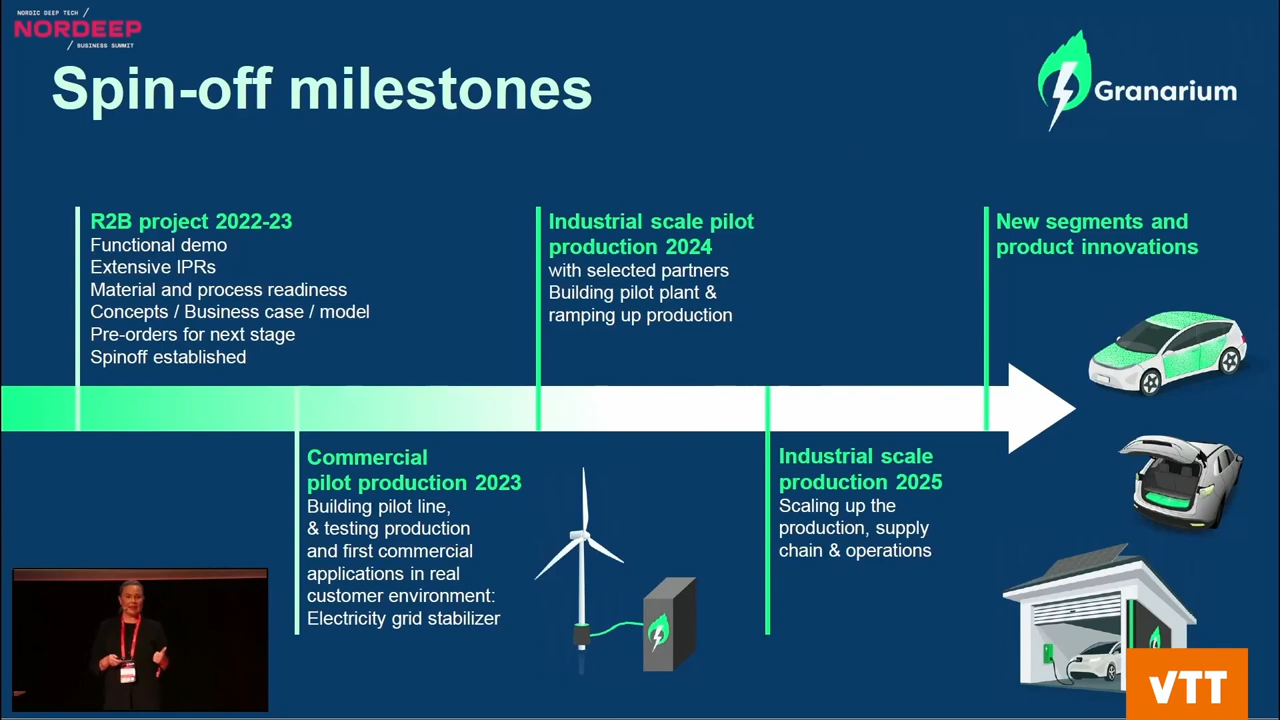 NORDIC DEEP TECH /
NORDEEP
/ BUSINESS SUMMIT
Spin-off milestones
Granarium
R2B project 2022-23
Functional demo
Extensive IPRs
Material and process readiness
Concepts / Business case / model
Pre-orders for next stage
Spinoff established
Industrial scale pilot
production 2024
with selected partners
Building pilot plant &
ramping up production
New segments and
product innovations
Commercial
pilot production 2023
Building pilot line,
& testing production
and first commercial
applications in real
customer environment:
Electricity grid stabilizer
Industrial scale
production 2025
Scaling up the
production, supply
chain & operations
VTT